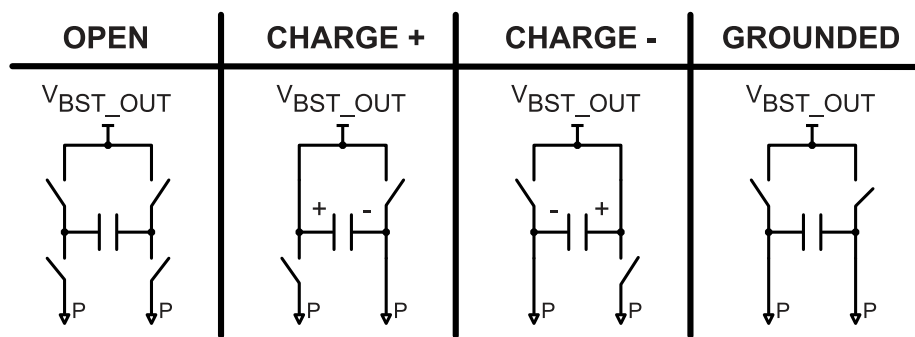 OPEN CHARGE + CHARGE - GROUNDED
VBST_OUT VBST_OUT VBST_OUT VBST_OUT
+ - - +
P P P P P P P P